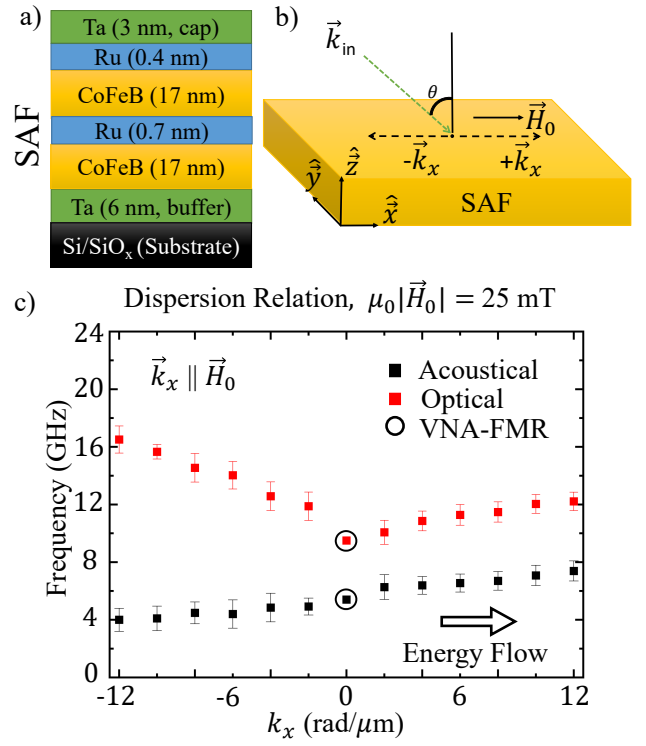 a)
SAF
Ta (3 nm, cap)
Ru (0.4 nm)
CoFeB (17 nm)
Ru (0.7 nm)
CoFeB (17 nm)
Ta (6 nm, buffer)
Si/SiOₓ (Substrate)
b)
k⃗_in
θ
H⃗₀
-k⃗ₓ
+k⃗ₓ
ẑ
ŷ
x̂
SAF
c)
Dispersion Relation, μ₀|H⃗₀| = 25 mT
k⃗ₓ ∥ H⃗₀
Acoustical
Optical
VNA-FMR
Energy Flow
Frequency (GHz)
24
20
16
12
8
4
0
-12 -6 0 6 12
kₓ (rad/μm)